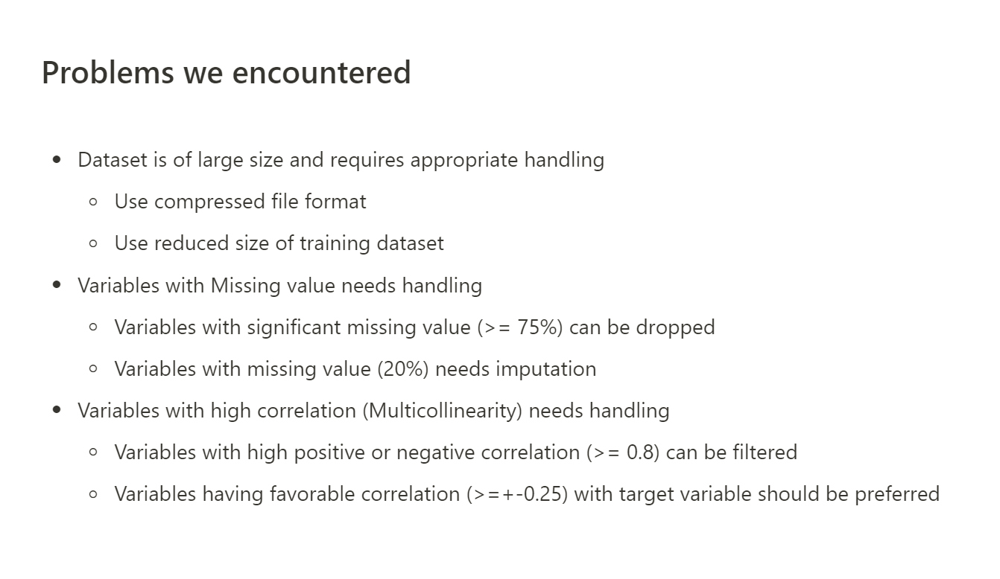 Problems we encountered
• Dataset is of large size and requires appropriate handling
○ Use compressed file format
○ Use reduced size of training dataset
• Variables with Missing value needs handling
○ Variables with significant missing value (>= 75%) can be dropped
○ Variables with missing value (20%) needs imputation
• Variables with high correlation (Multicollinearity) needs handling
○ Variables with high positive or negative correlation (>= 0.8) can be filtered
○ Variables having favorable correlation (>=+-0.25) with target variable should be preferred